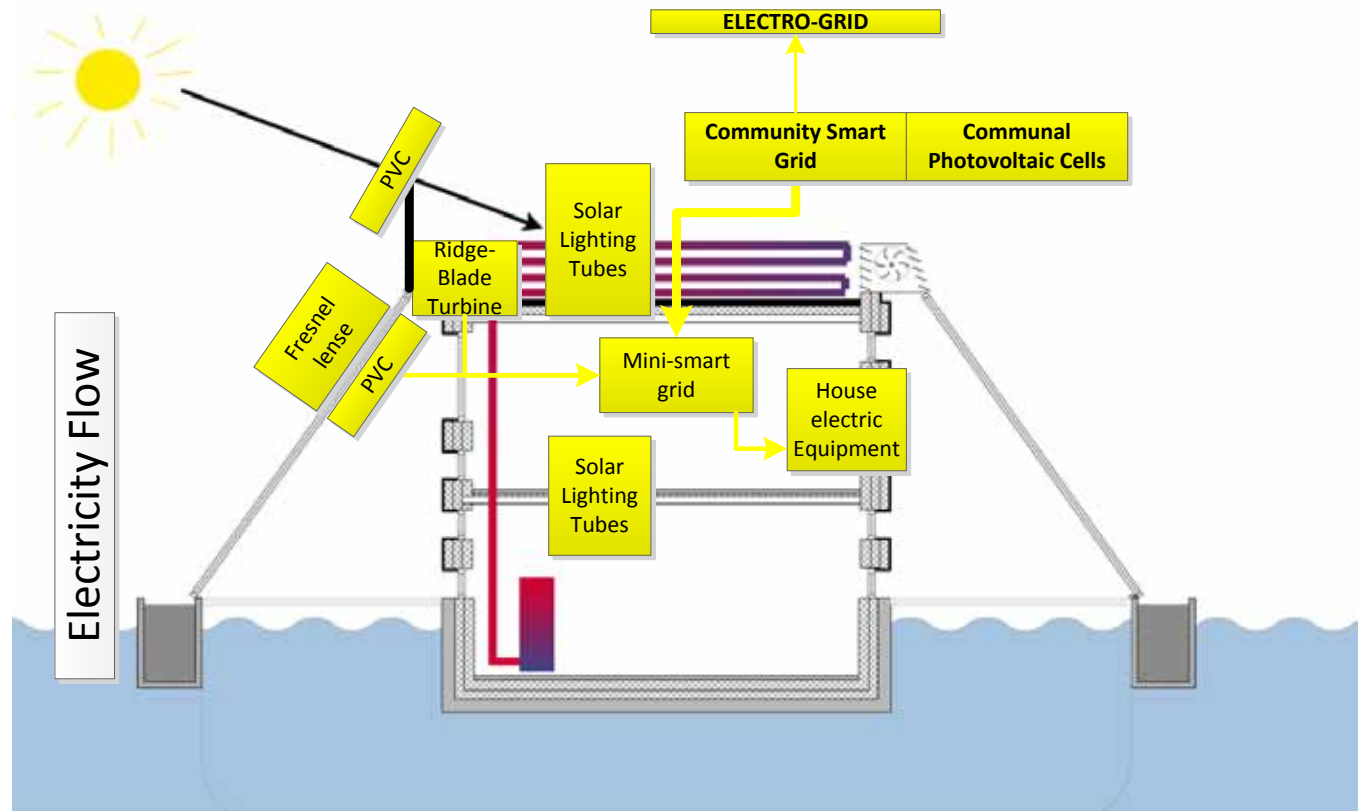 ELECTRO-GRID
Community Smart
Grid
Communal
Photovoltaic Cells
PVC
Solar
Lighting
Tubes
Ridge-
Blade
Turbine
Fresnel
lense
PVC
Mini-smart
grid
House
electric
Equipment
Solar
Lighting
Tubes
Electricity Flow